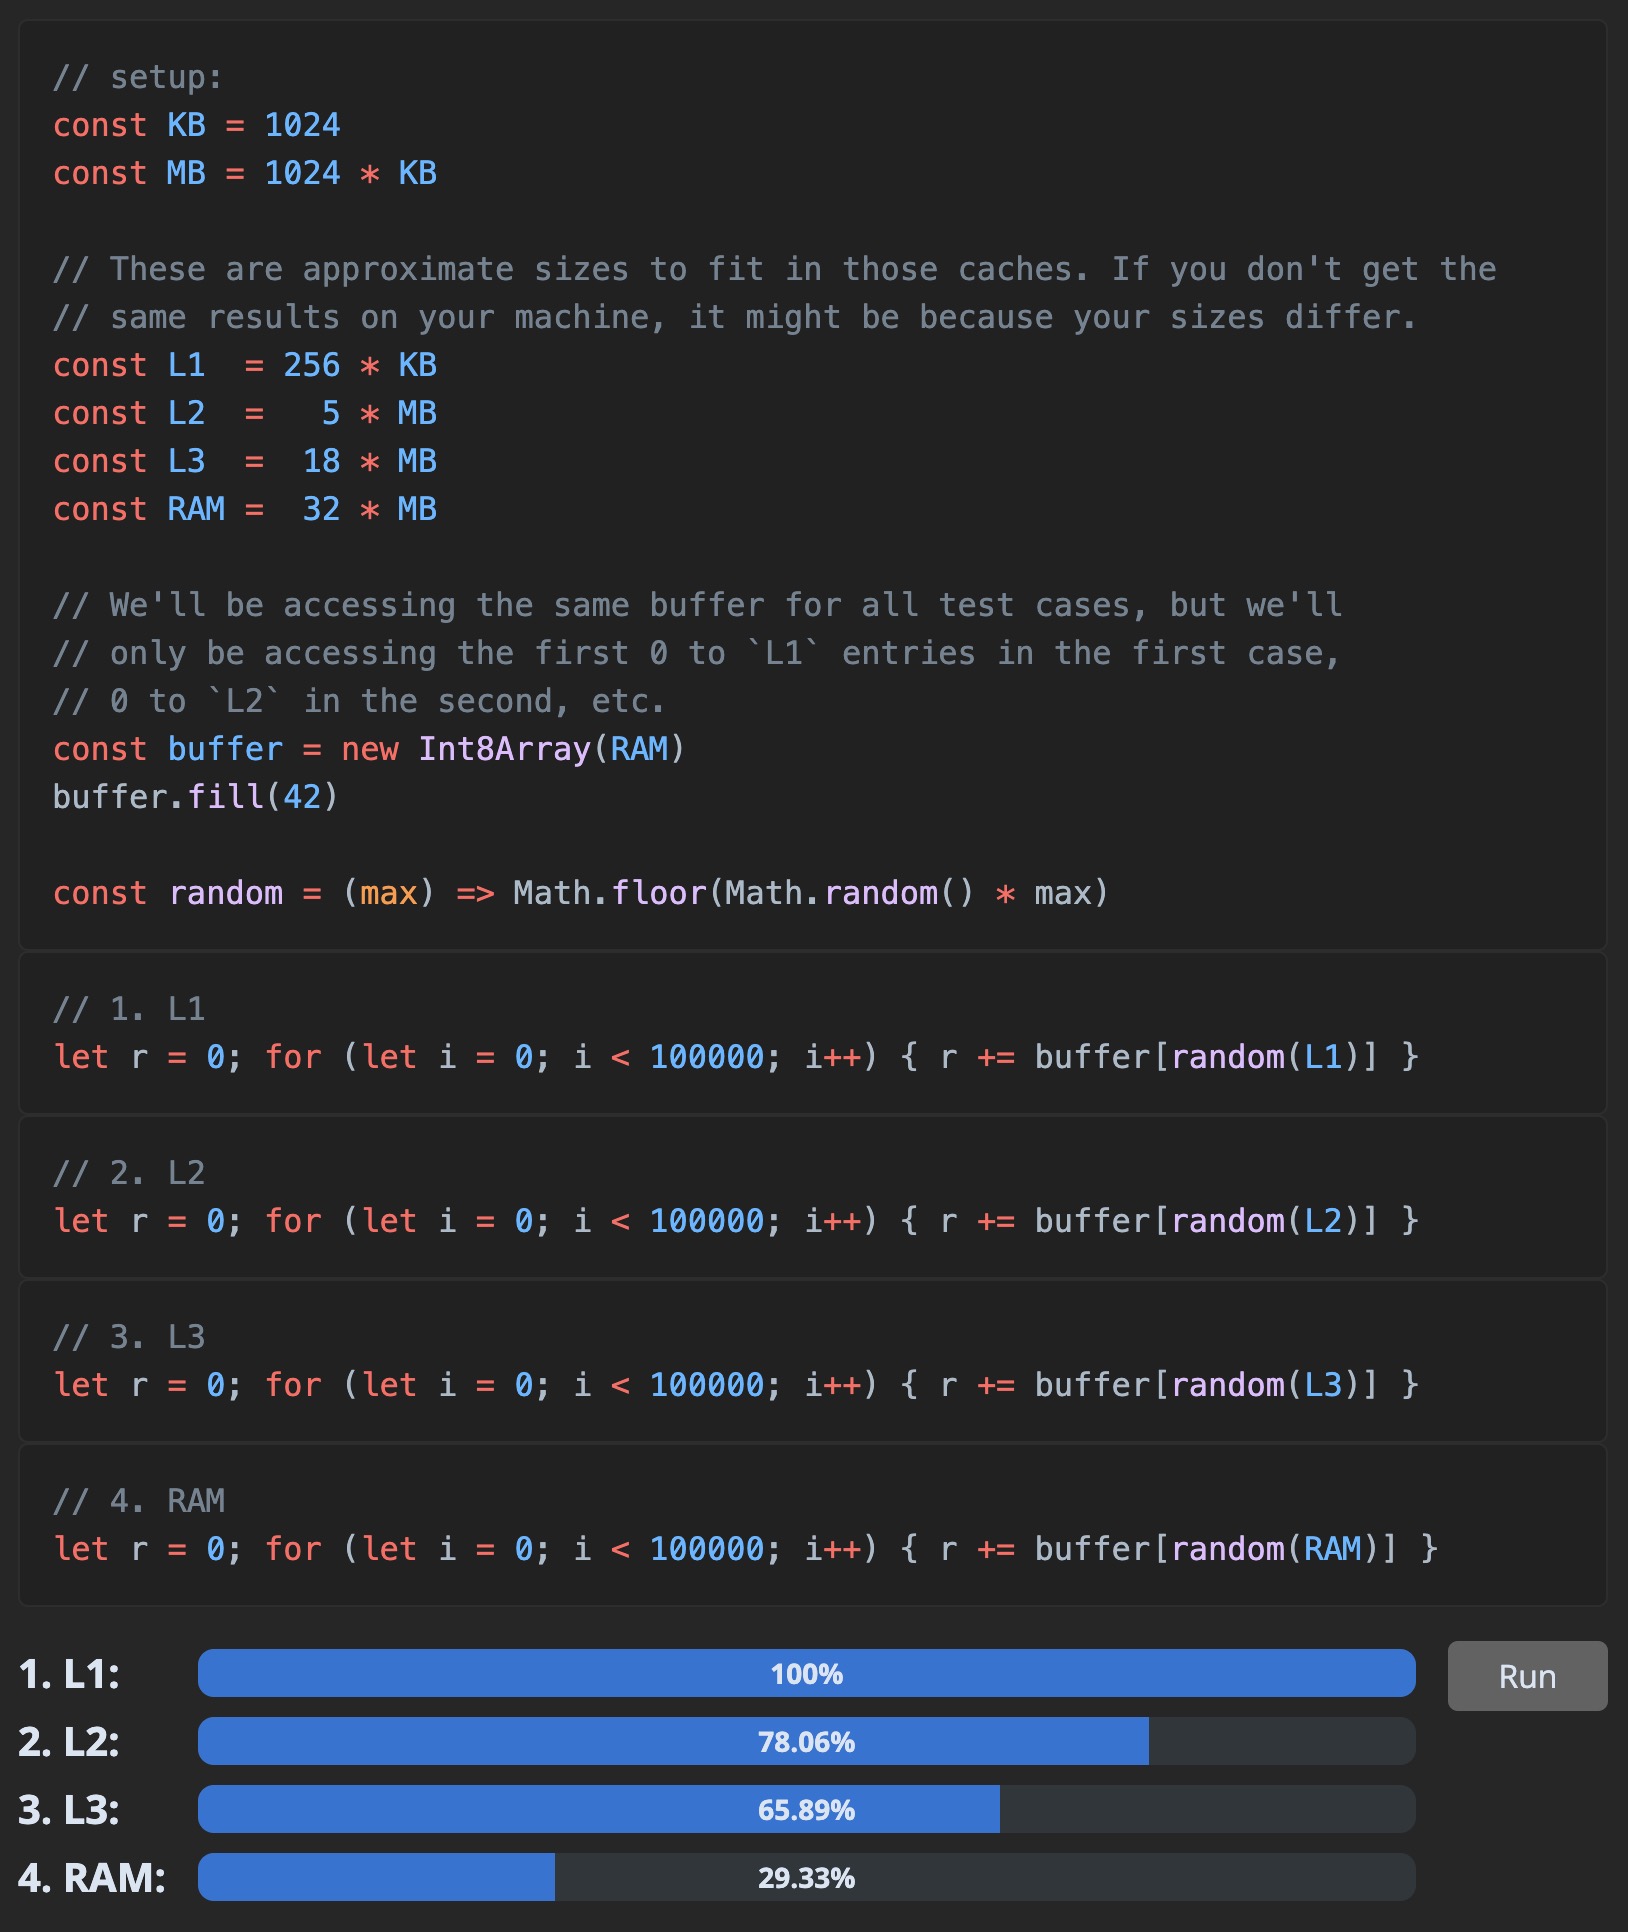 // setup:
const KB = 1024
const MB = 1024 * KB
// These are approximate sizes to fit in those caches. If you don't get the
// same results on your machine, it might be because your sizes differ.
const L1  = 256 * KB
const L2  =   5 * MB
const L3  =  18 * MB
const RAM =  32 * MB
// We'll be accessing the same buffer for all test cases, but we'll
// only be accessing the first 0 to `L1` entries in the first case,
// 0 to `L2` in the second, etc.
const buffer = new Int8Array(RAM)
buffer.fill(42)
const random = (max) => Math.floor(Math.random() * max)
// 1. L1
let r = 0; for (let i = 0; i < 100000; i++) { r += buffer[random(L1)] }
// 2. L2
let r = 0; for (let i = 0; i < 100000; i++) { r += buffer[random(L2)] }
// 3. L3
let r = 0; for (let i = 0; i < 100000; i++) { r += buffer[random(L3)] }
// 4. RAM
let r = 0; for (let i = 0; i < 100000; i++) { r += buffer[random(RAM)] }
1. L1: 100% Run
2. L2: 78.06%
3. L3: 65.89%
4. RAM: 29.33%